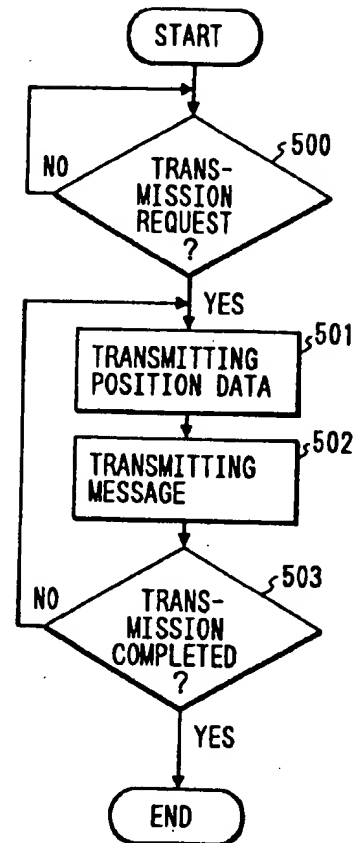 START
500
NO
TRANS-
MISSION
REQUEST
?
YES
501
TRANSMITTING
POSITION DATA
502
TRANSMITTING
MESSAGE
503
NO
TRANS-
MISSION
COMPLETED
?
YES
END